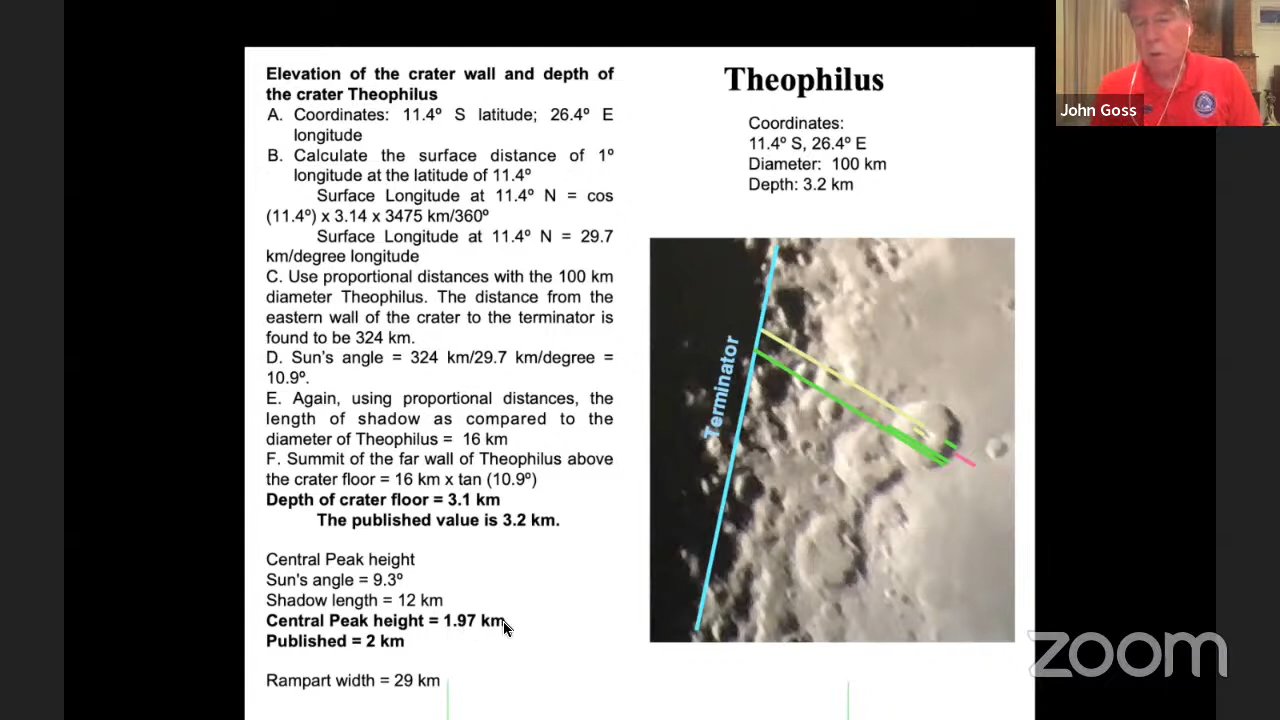 Elevation of the crater wall and depth of
the crater Theophilus
A. Coordinates: 11.4º S latitude; 26.4º E
longitude
B. Calculate the surface distance of 1º
longitude at the latitude of 11.4º
Surface Longitude at 11.4º N = cos
(11.4º) x 3.14 x 3475 km/360º
Surface Longitude at 11.4º N = 29.7
km/degree longitude
C. Use proportional distances with the 100 km
diameter Theophilus. The distance from the
eastern wall of the crater to the terminator is
found to be 324 km.
D. Sun's angle = 324 km/29.7 km/degree =
10.9º.
E. Again, using proportional distances, the
length of shadow as compared to the
diameter of Theophilus = 16 km
F. Summit of the far wall of Theophilus above
the crater floor = 16 km x tan (10.9º)
Depth of crater floor = 3.1 km
The published value is 3.2 km.
Central Peak height
Sun's angle = 9.3º
Shadow length = 12 km
Central Peak height = 1.97 km
Published = 2 km
Rampart width = 29 km
Theophilus
Coordinates:
11.4º S, 26.4º E
Diameter: 100 km
Depth: 3.2 km
Terminator
John Goss
zoom